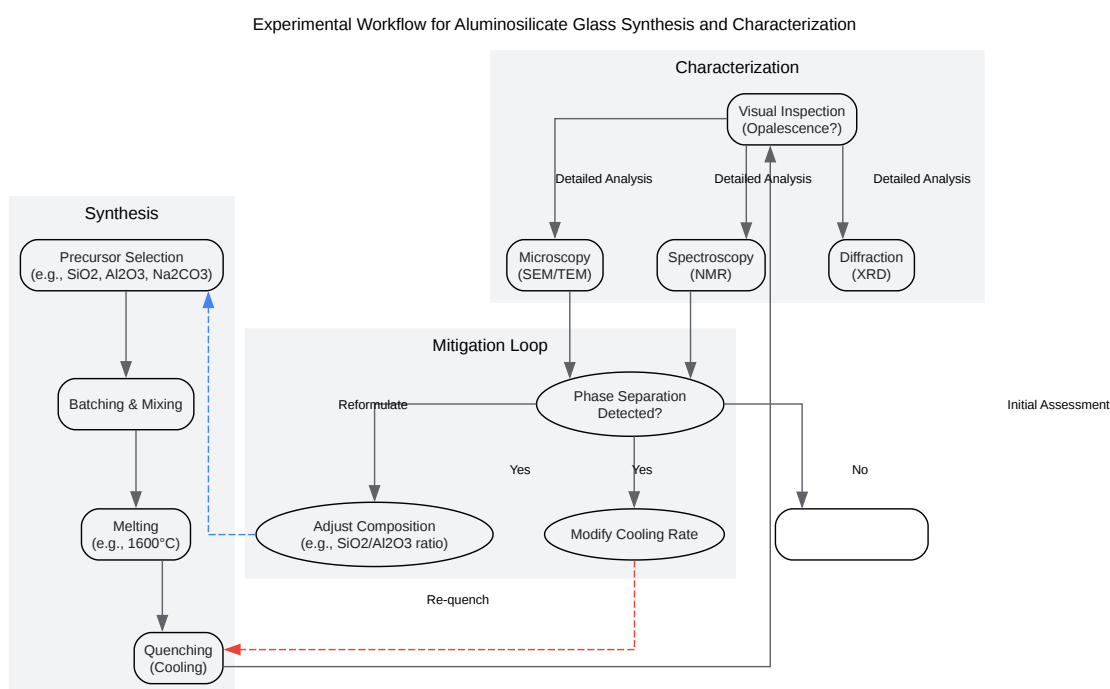 Experimental Workflow for Aluminosilicate Glass Synthesis and Characterization
Characterization
Visual Inspection
(Opalescence?)
Detailed Analysis
Detailed Analysis
Detailed Analysis
Synthesis
Precursor Selection
(e.g., SiO2, Al2O3, Na2CO3)
Microscopy
(SEM/TEM)
Spectroscopy
(NMR)
Diffraction
(XRD)
Mitigation Loop
Batching & Mixing
Reformulate
Phase Separation
Detected?
Initial Assessment
Yes
Yes
No
Melting
(e.g., 1600°C)
Adjust Composition
(e.g., SiO2/Al2O3 ratio)
Modify Cooling Rate
Re-quench
Quenching
(Cooling)